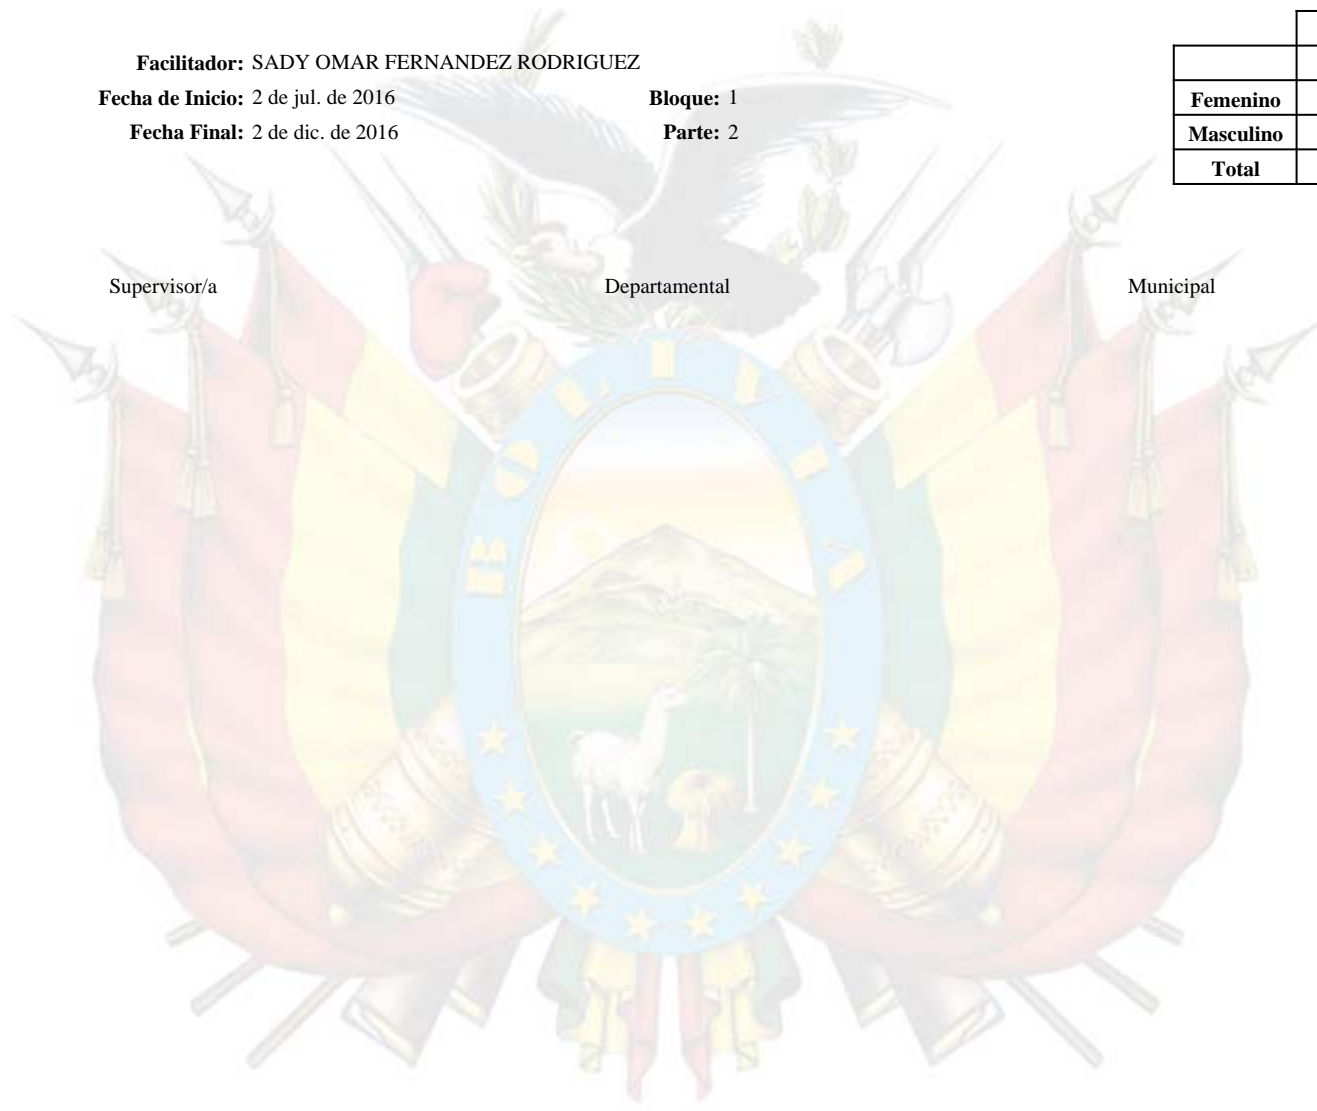 Facilitador: SADY OMAR FERNANDEZ RODRIGUEZ
Fecha de Inicio: 2 de jul. de 2016 Bloque: 1
Fecha Final: 2 de dic. de 2016 Parte: 2
Femenino
Masculino
Total
Supervisor/a Departamental Municipal
BOLIVIA